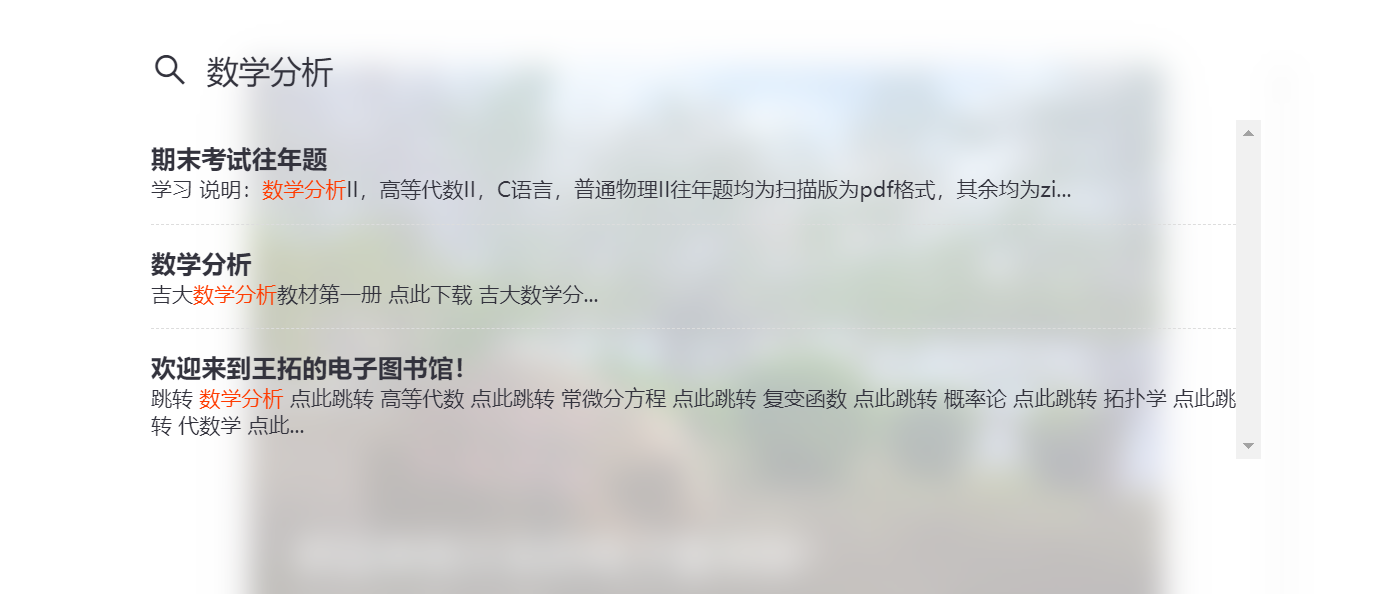 数学分析
期末考试往年题
学习 说明：数学分析II，高等代数II，C语言，普通物理II往年题均为扫描版为pdf格式，其余均为zi...
数学分析
吉大数学分析教材第一册 点此下载 吉大数学分...
欢迎来到王拓的电子图书馆！
跳转 数学分析 点此跳转 高等代数 点此跳转 常微分方程 点此跳转 复变函数 点此跳转 概率论 点此跳转 拓扑学 点此跳
转 代数学 点此...